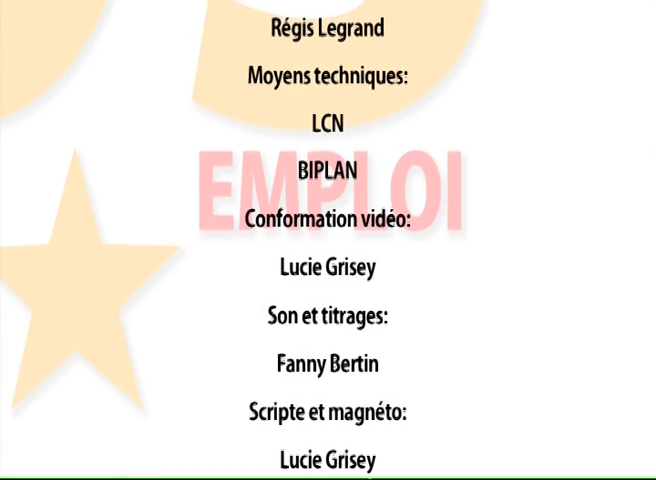 Régis Legrand
Moyens techniques:
LCN
BIPLAN
EMPLOI
Conformation vidéo:
Lucie Grisey
Son et titrages:
Fanny Bertin
Scripte et magnéto:
Lucie Grisey